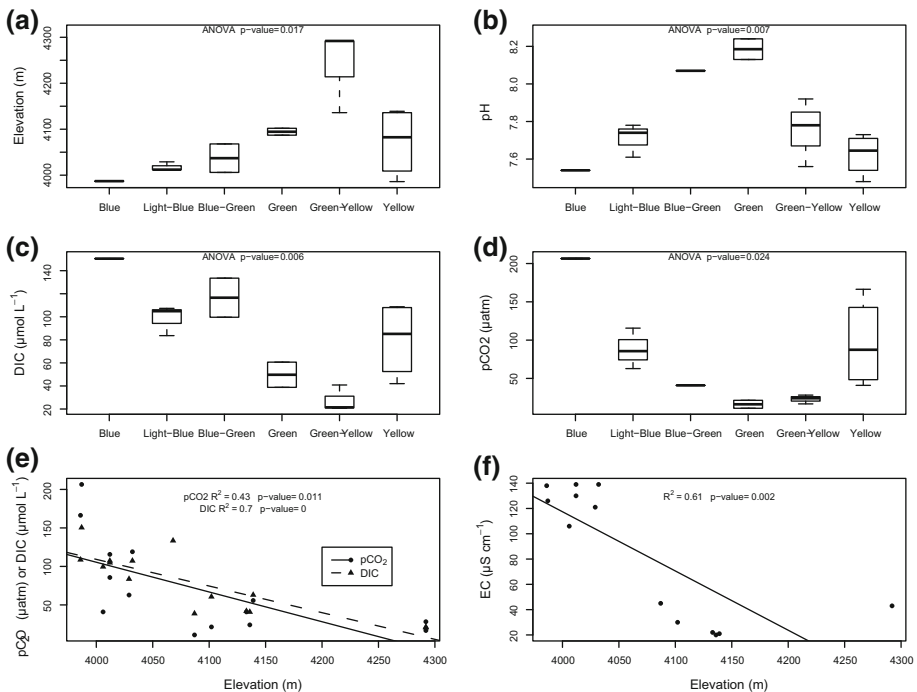 (a)
ANOVA p-value=0.017
Elevation (m)
4300
4200
4100
4000
Blue Light-Blue Blue-Green Green Green-Yellow Yellow
(b)
ANOVA p-value=0.007
pH
8.2
8.0
7.8
7.6
Blue Light-Blue Blue-Green Green Green-Yellow Yellow
(c)
ANOVA p-value=0.006
DIC (µmol L−1)
140
100
80
60
40
20
Blue Light-Blue Blue-Green Green Green-Yellow Yellow
(d)
ANOVA p-value=0.024
pCO2 (µatm)
200
150
100
50
Blue Light-Blue Blue-Green Green Green-Yellow Yellow
(e)
pCO2 R2 = 0.43 p-value= 0.011
DIC R2 = 0.7 p-value= 0
pCO2
DIC
(µatm) or DIC (µmol L−1)
200
150
100
50
4000 4050 4100 4150 4200 4250 4300
Elevation (m)
(f)
R2 = 0.61 p-value= 0.002
EC (µS cm−1)
140
120
100
80
60
40
20
4000 4050 4100 4150 4200 4250 4300
Elevation (m)